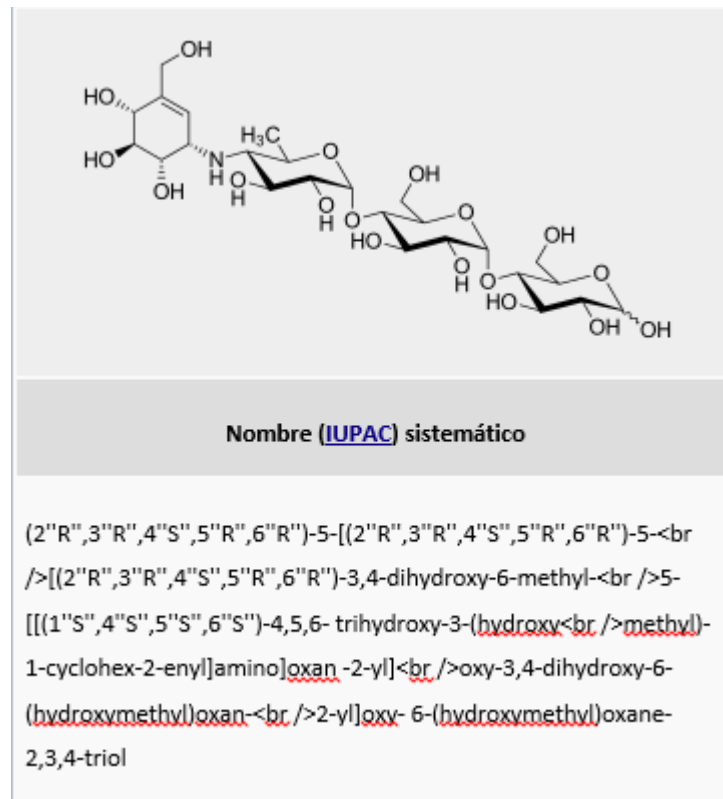 OH
HO
HO
OH
N
H
H₃C
O
HO
OH
O
OH
O
HO
OH
O
OH
O
HO
OH
OH
Nombre (IUPAC) sistemático
(2"R",3"R",4"S",5"R",6"R")-5-[(2"R",3"R",4"S",5"R",6"R")-5-<br
/>[(2"R",3"R",4"S",5"R",6"R")-3,4-dihydroxy-6-methyl-<br />5-
[[(1"S",4"S",5"S",6"S")-4,5,6- trihydroxy-3-(hydroxy<br />methyl)-
1-cyclohex-2-enyl]amino]oxan -2-yl]<br />oxy-3,4-dihydroxy-6-
(hydroxymethyl)oxan-<br />2-yl]oxy- 6-(hydroxymethyl)oxane-
2,3,4-triol